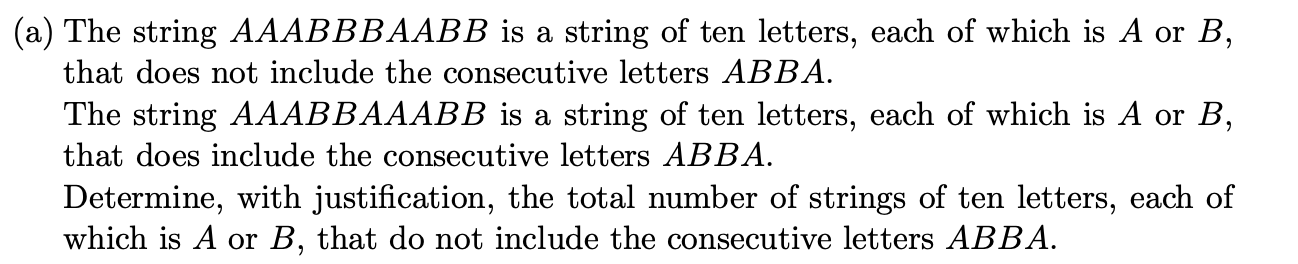 (a) The string AAABBBAABB is a string of ten letters, each of which is A or B,
that does not include the consecutive letters ABBA.
The string AAABBAAABB is a string of ten letters, each of which is A or B,
that does include the consecutive letters ABBA.
Determine, with justification, the total number of strings of ten letters, each of
which is A or B, that do not include the consecutive letters ABBA.